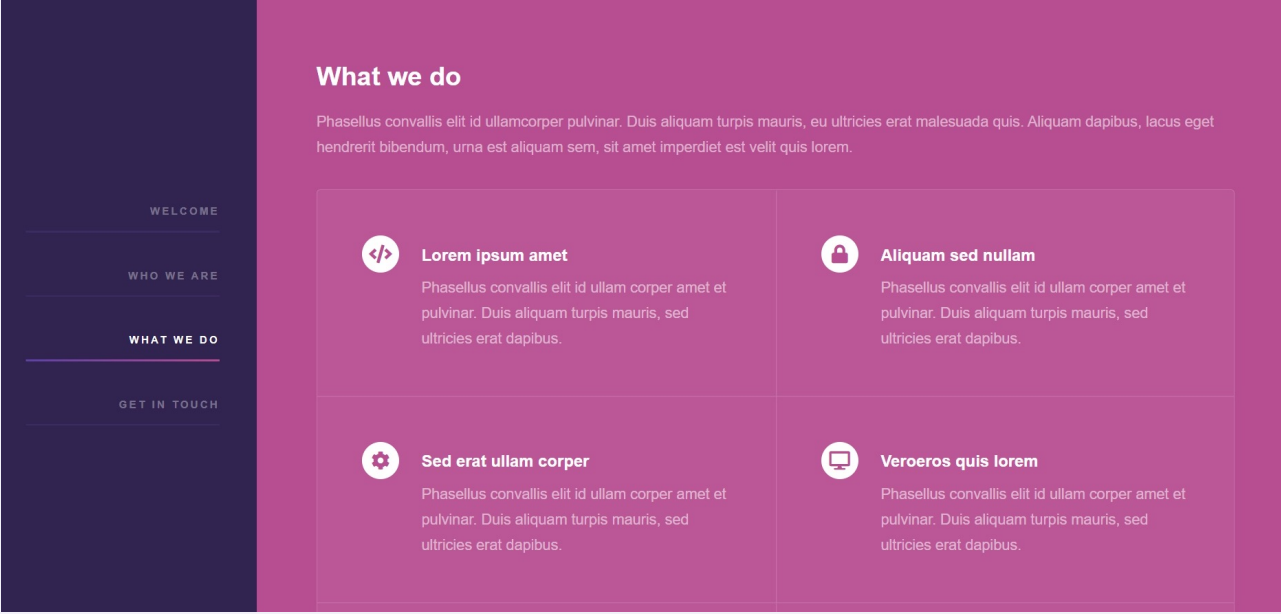 WELCOME
WHO WE ARE
WHAT WE DO
GET IN TOUCH
What we do
Phasellus convallis elit id ullamcorper pulvinar. Duis aliquam turpis mauris, eu ultricies erat malesuada quis. Aliquam dapibus, lacus eget
hendrerit bibendum, urna est aliquam sem, sit amet imperdiet est velit quis lorem.
Lorem ipsum amet
Phasellus convallis elit id ullam corper amet et
pulvinar. Duis aliquam turpis mauris, sed
ultricies erat dapibus.
Aliquam sed nullam
Phasellus convallis elit id ullam corper amet et
pulvinar. Duis aliquam turpis mauris, sed
ultricies erat dapibus.
Sed erat ullam corper
Phasellus convallis elit id ullam corper amet et
pulvinar. Duis aliquam turpis mauris, sed
ultricies erat dapibus.
Veroeros quis lorem
Phasellus convallis elit id ullam corper amet et
pulvinar. Duis aliquam turpis mauris, sed
ultricies erat dapibus.